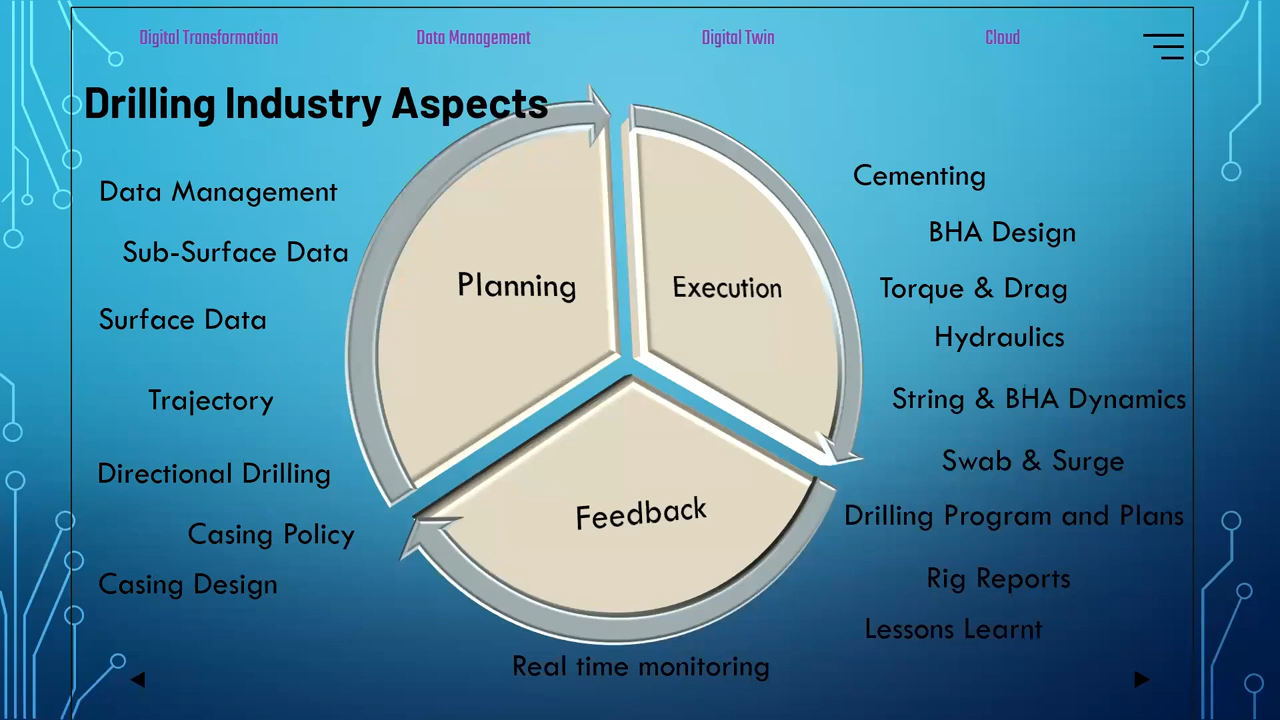 Digital Transformation
Data Management
Digital Twin
Cloud
Drilling Industry Aspects
Data Management
Sub-Surface Data
Surface Data
Trajectory
Directional Drilling
Casing Policy
Casing Design
Planning
Execution
Feedback
Real time monitoring
Cementing
BHA Design
Torque & Drag
Hydraulics
String & BHA Dynamics
Swab & Surge
Drilling Program and Plans
Rig Reports
Lessons Learnt